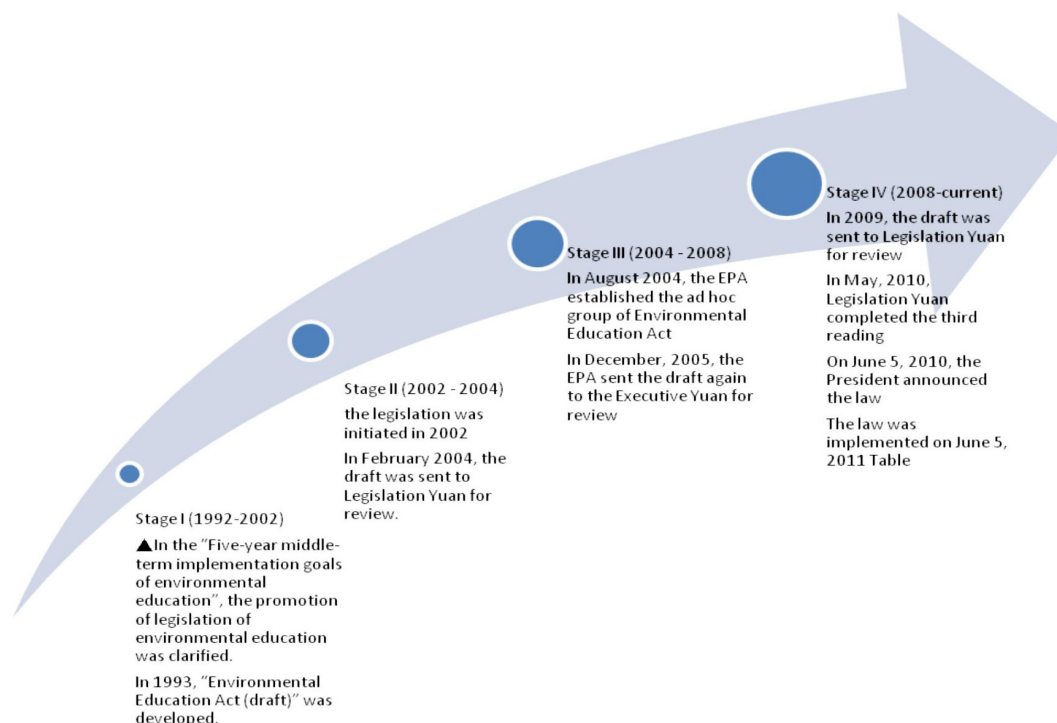 Stage I (1992-2002)
▲In the “Five-year middle-
term implementation goals
of environmental
education”, the promotion
of legislation of
environmental education
was clarified.
In 1993, “Environmental
Education Act (draft)” was
developed.
Stage II (2002 - 2004)
the legislation was
initiated in 2002
In February 2004, the
draft was sent to
Legislation Yuan for
review.
Stage III (2004 - 2008)
In August 2004, the EPA
established the ad hoc
group of Environmental
Education Act
In December, 2005, the
EPA sent the draft again
to the Executive Yuan for
review
Stage IV (2008-current)
In 2009, the draft was
sent to Legislation Yuan
for review
In May, 2010,
Legislation Yuan
completed the third
reading
On June 5, 2010, the
President announced
the law
The law was
implemented on June 5,
2011 Table